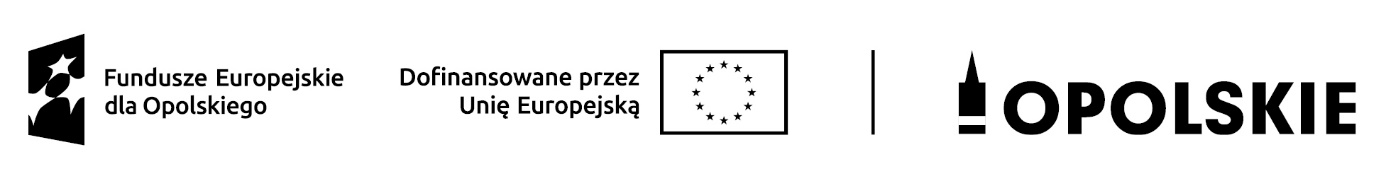 Fundusze Europejskie
dla Opolskiego
Dofinansowane przez
Unię Europejską
OPOLSKIE